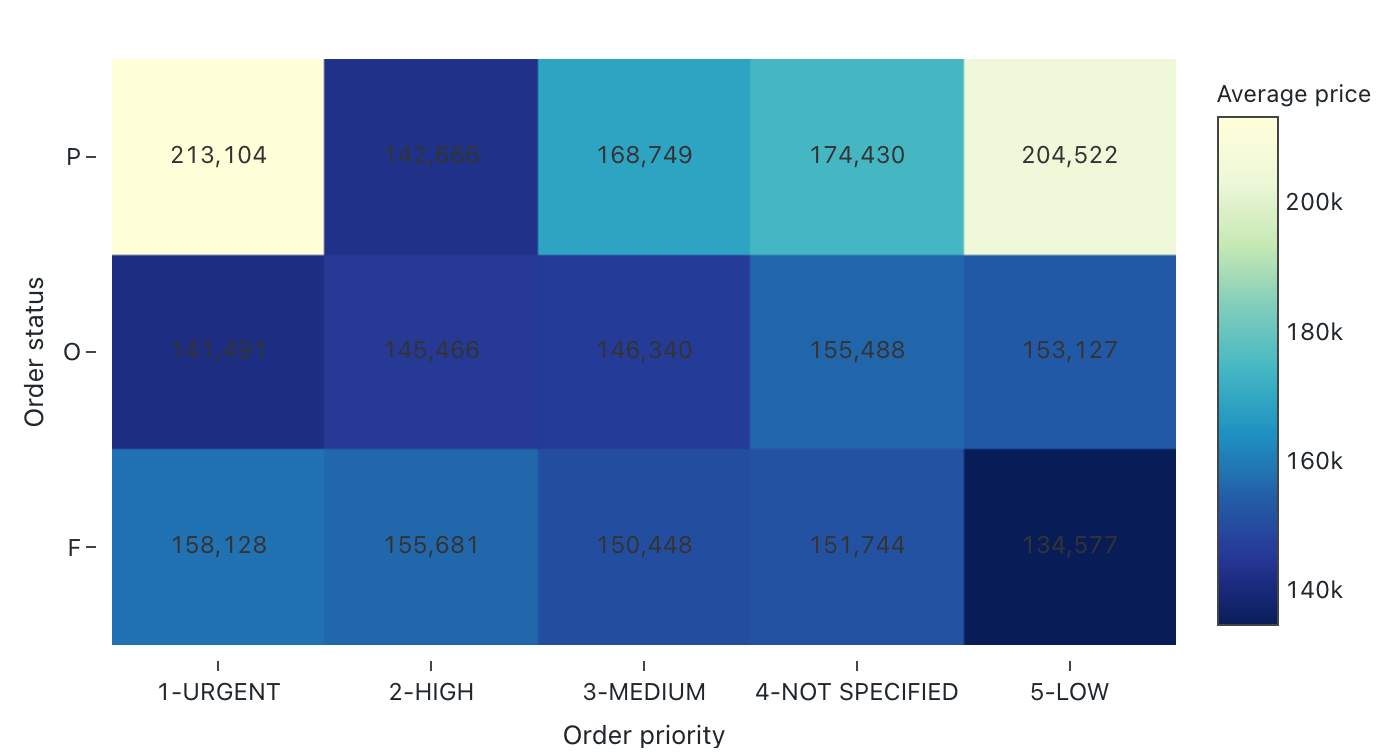 Average price
P
213,104 142,666 168,749 174,430 204,522
200k
180k
Order status
O
141,491 145,466 146,340 155,488 153,127
160k
F
158,128 155,681 150,448 151,744 134,577
140k
1-URGENT 2-HIGH 3-MEDIUM 4-NOT SPECIFIED 5-LOW
Order priority